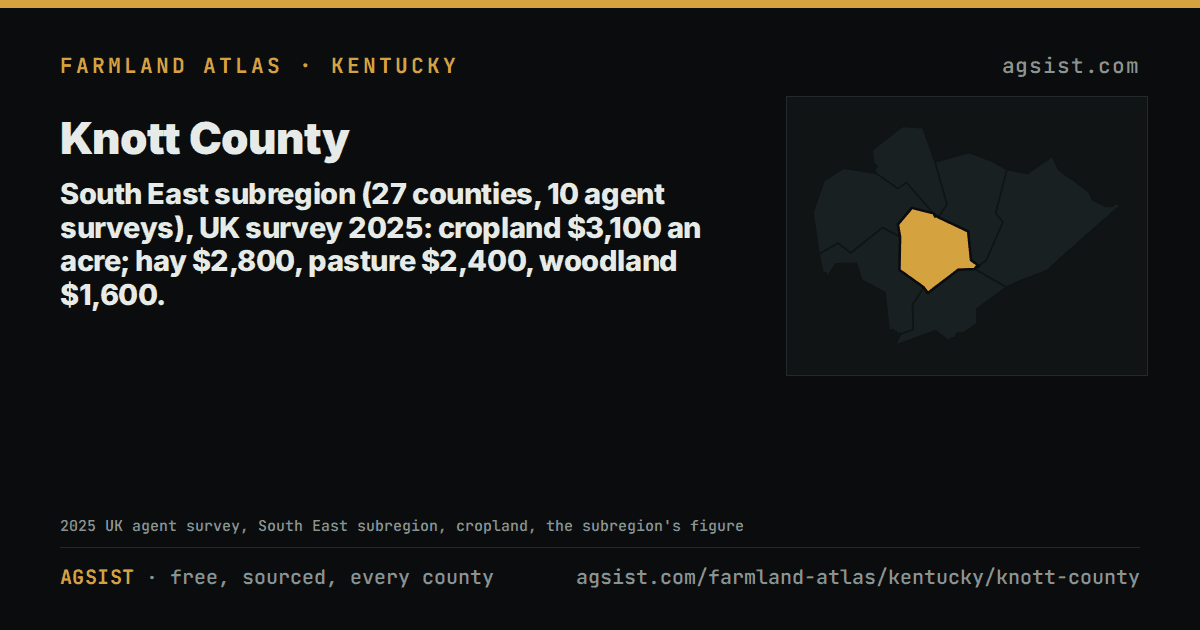 FARMLAND ATLAS · KENTUCKY
agsist.com
Knott County
South East subregion (27 counties, 10 agent
surveys), UK survey 2025: cropland $3,100 an
acre; hay $2,800, pasture $2,400, woodland
$1,600.
2025 UK agent survey, South East subregion, cropland, the subregion's figure
AGSIST · free, sourced, every county
agsist.com/farmland-atlas/kentucky/knott-county